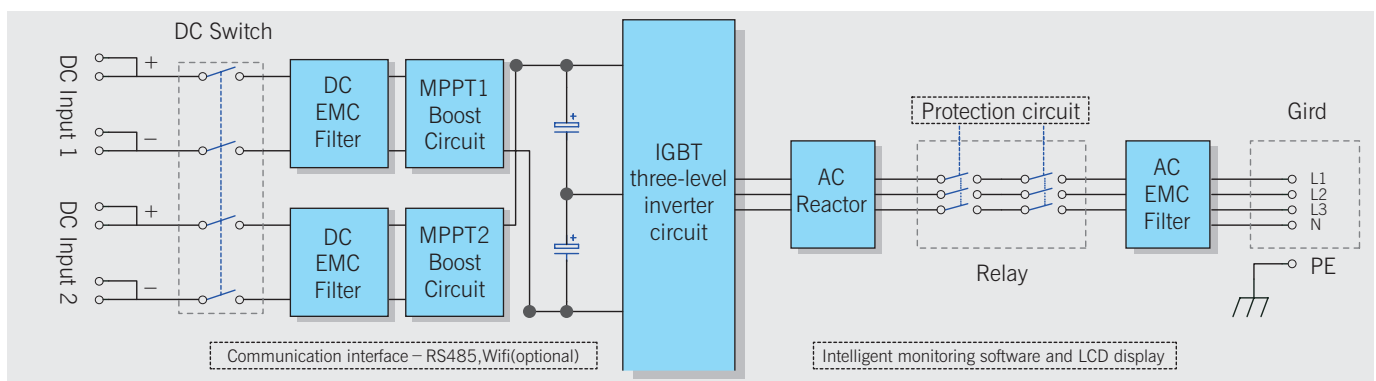 DC Switch
DC Input 1
+
−
DC
EMC
Filter
MPPT1
Boost
Circuit
DC Input 2
+
−
DC
EMC
Filter
MPPT2
Boost
Circuit
+
+
IGBT
three-level
inverter
circuit
AC
Reactor
Protection circuit
Relay
AC
EMC
Filter
Gird
L1
L2
L3
N
PE
Communication interface – RS485,Wifi(optional)
Intelligent monitoring software and LCD display